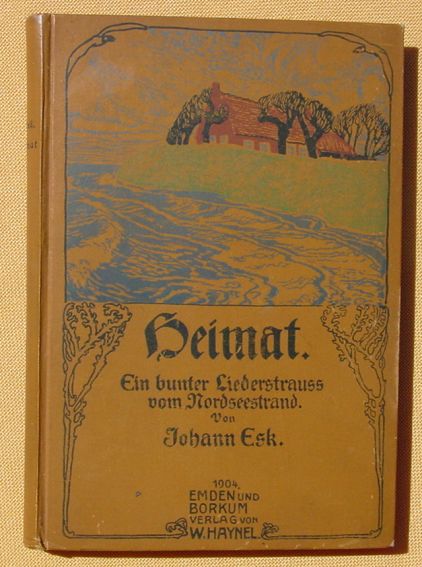 Heimat.
Ein bunter Liederstrauss
vom Nordseestrand.
Von
Johann Esk.
1904.
EMDEN UND
BORKUM
VERLAG VON
W. HAYNEL.